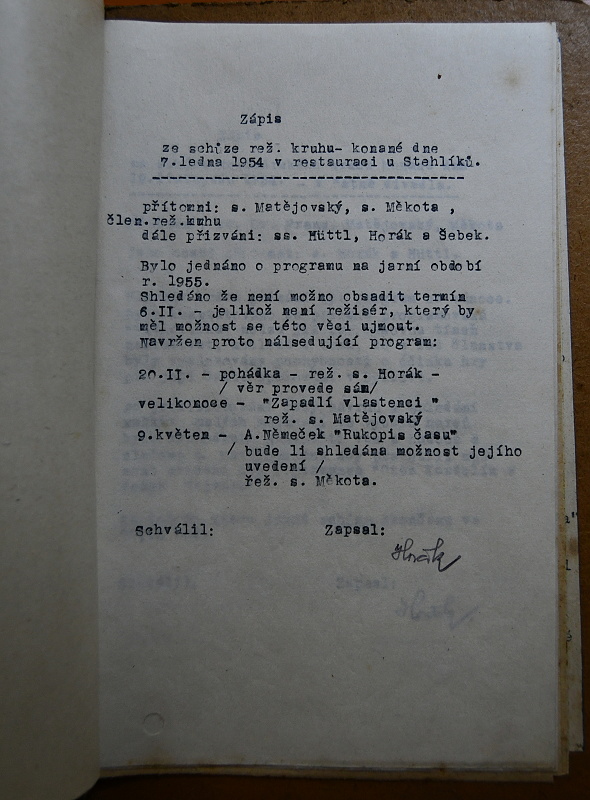 Zápis
ze schůze rež. kruhu- konané dne
7.ledna 1954 v restauraci u Stehlíků.
přítomni: s. Matějovský, s. Měkota ,
člen.rež.kruhu
dále přizváni: ss. Hüttl, Horák a Šebek.
Bylo jednáno o programu na jarní období
r. 1955.
Shledáno že není možno obsadit termín
6.II. - jelikož není režisér, který by
měl možnost se této věci ujmout.
Navržen proto nálsedující program:
20.II. - pohádka - rež. s. Horák -
/ věr provede sám/
velikonoce - "Zapadlí vlastenci "
rež. s. Matějovský
9.květen - A.Němeček "Rukopis času"
/ bude li shledána možnost jejího
uvedení /
řež. s. Měkota.
Schválil: Zapsal:
Horák